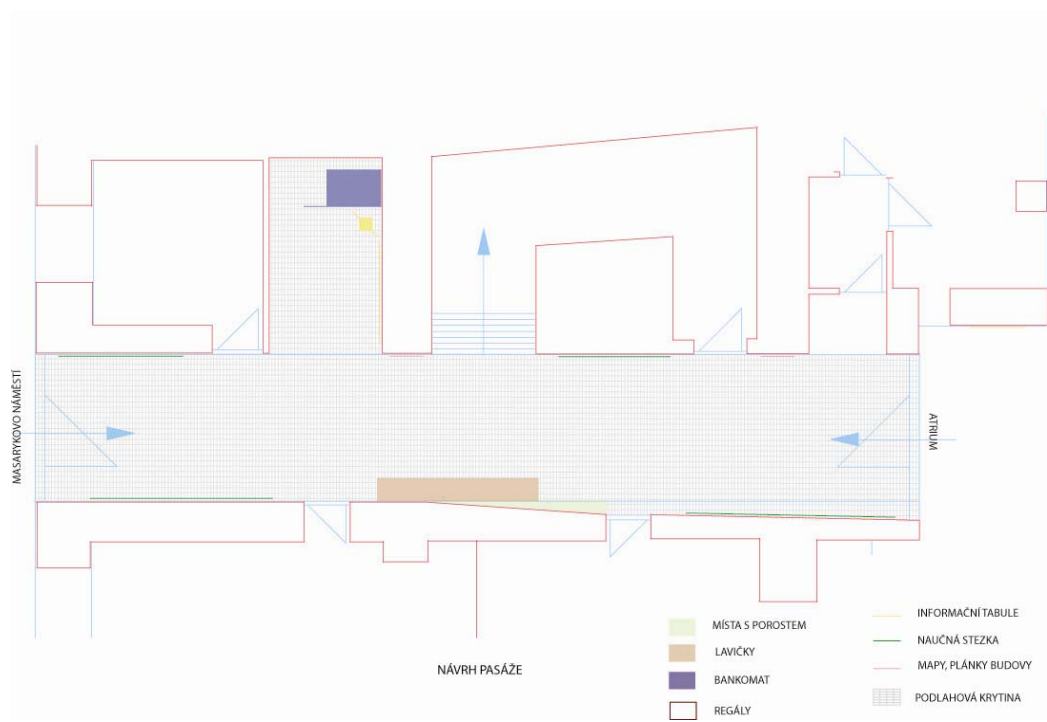 MASARYKOVO NÁMĚSTÍ
ATRIUM
NÁVRH PASÁŽE
MÍSTA S POROSTEM
LAVIČKY
BANKOMAT
REGÁLY
INFORMAČNÍ TABULE
NAUČNÁ STEZKA
MAPY, PLÁNKY BUDOVY
PODLAHOVÁ KRYTINA